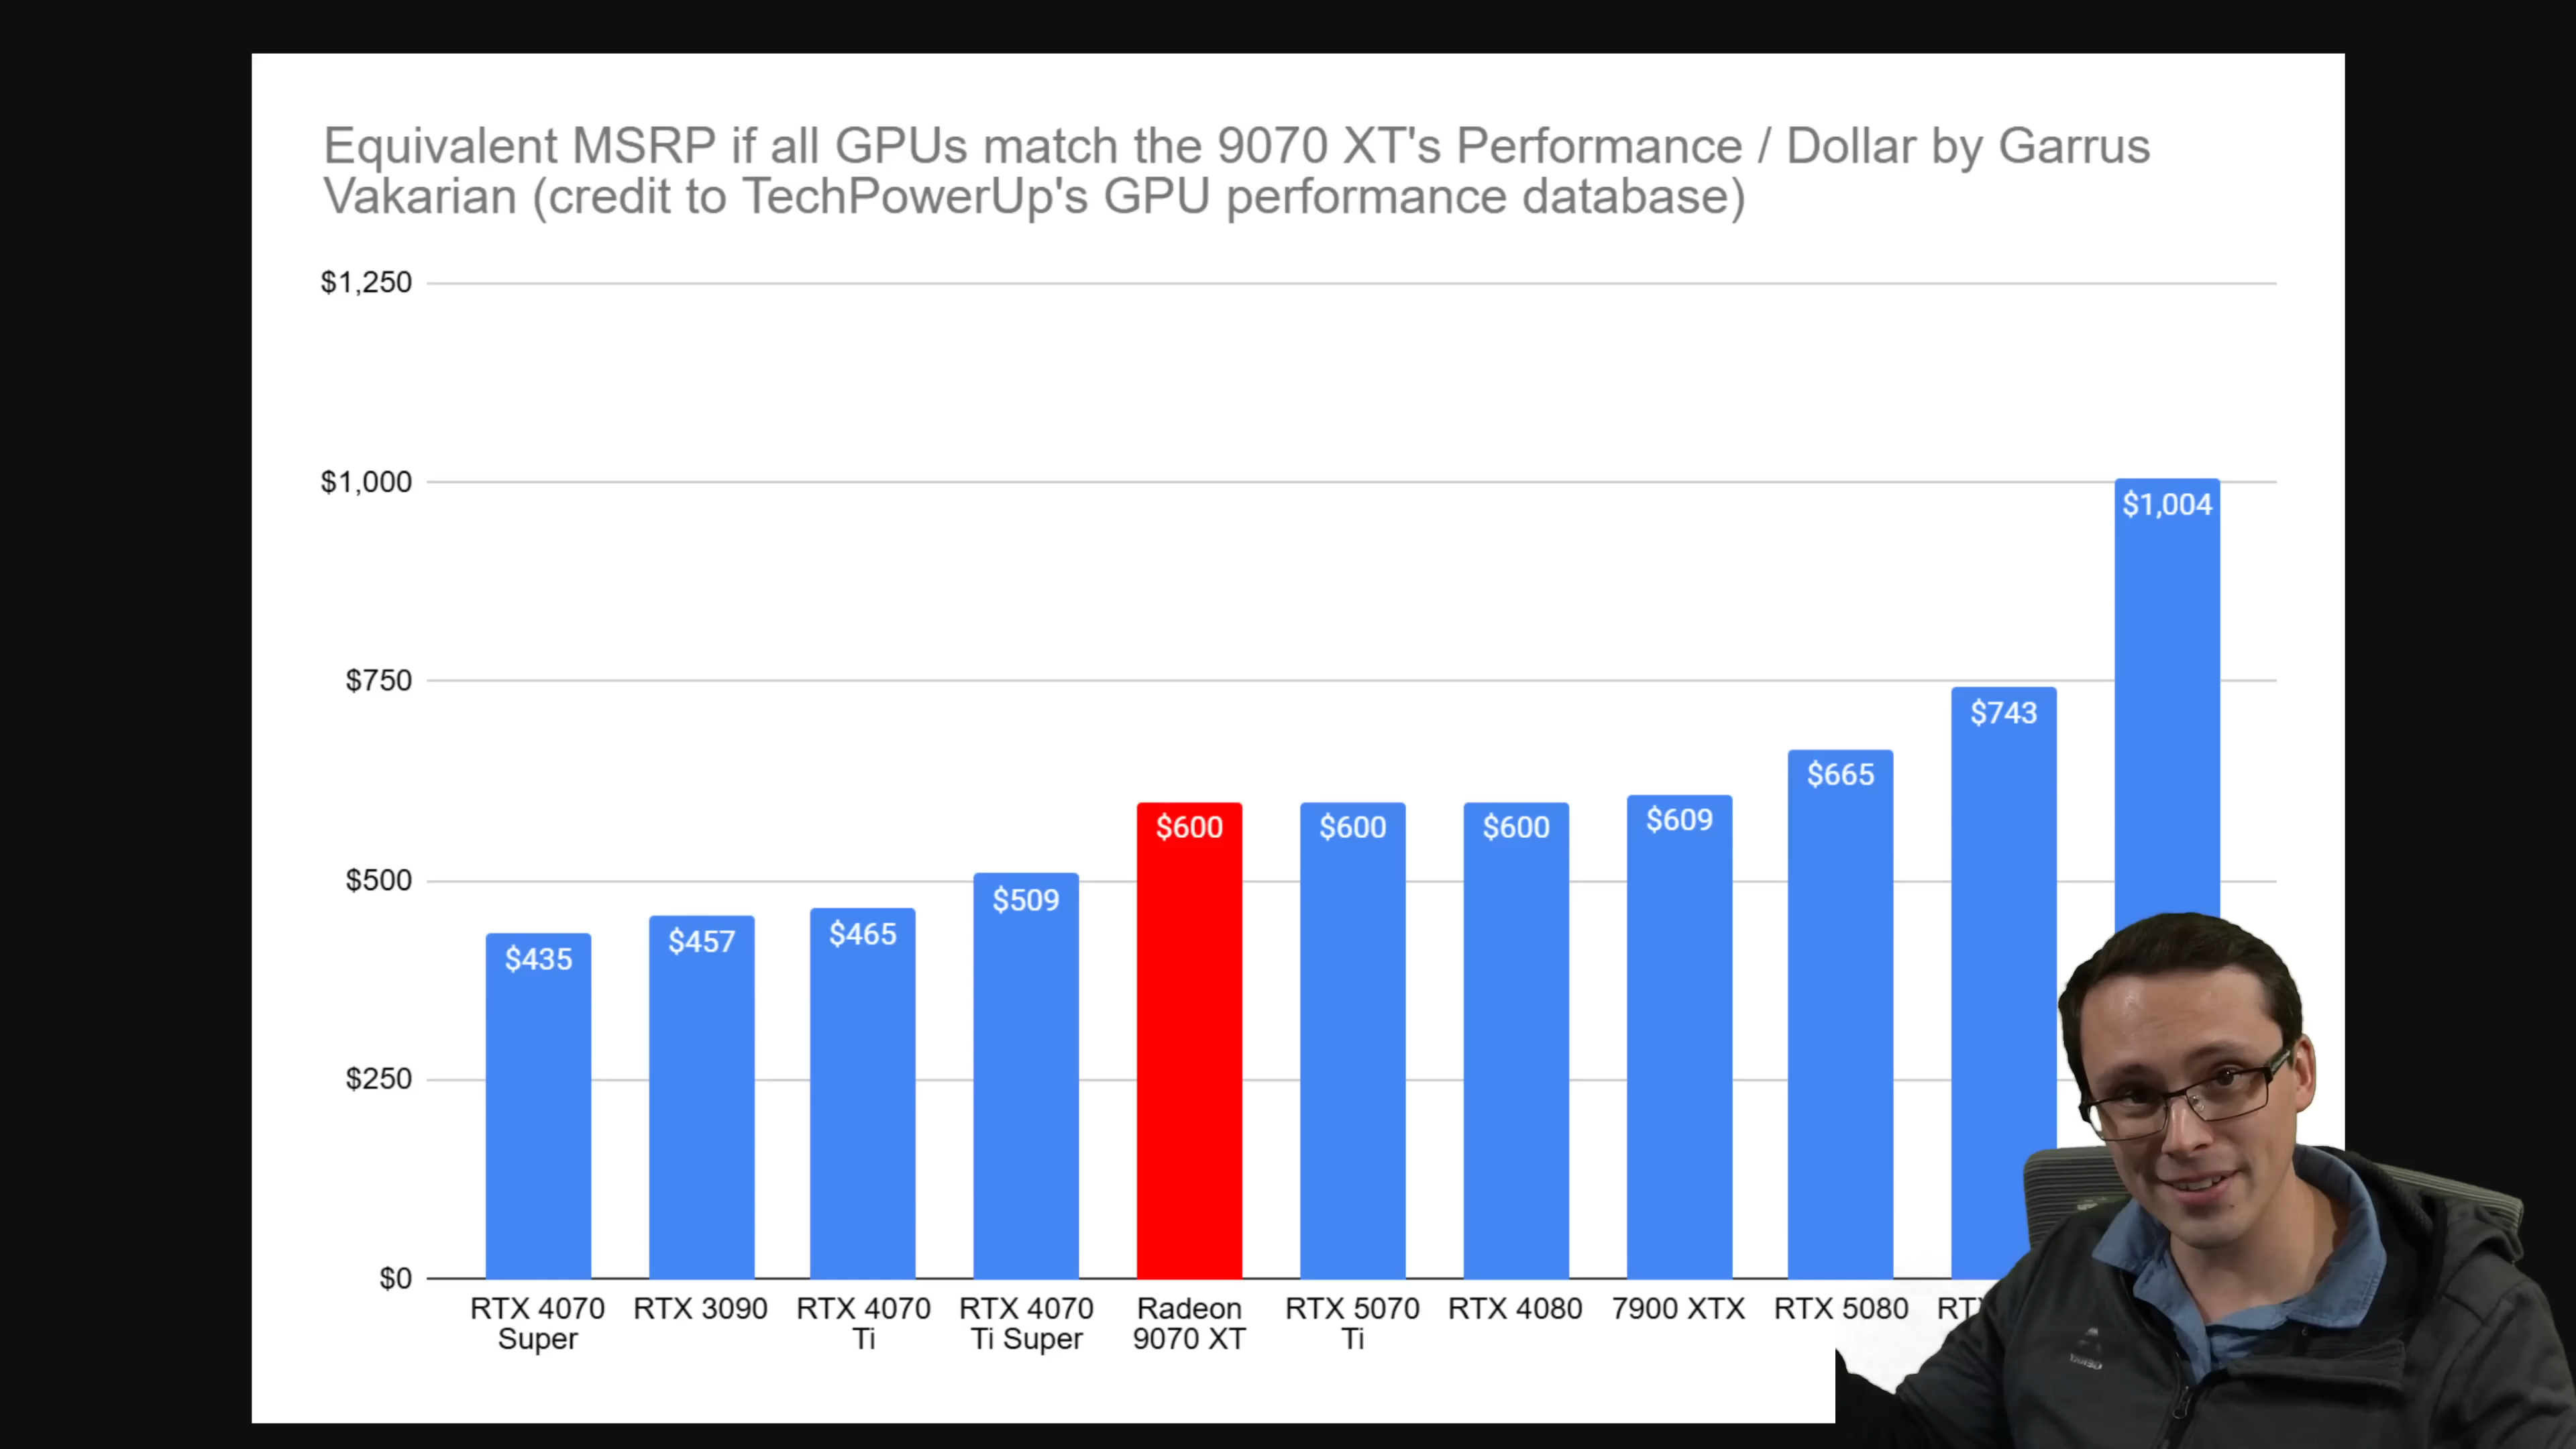 Equivalent MSRP if all GPUs match the 9070 XT's Performance / Dollar by Garrus
Vakarian (credit to TechPowerUp's GPU performance database)
$1,250
$1,000
$750
$500
$250
$0
$435
$457
$465
$509
$600
$600
$600
$609
$665
$743
$1,004
RTX 4070
Super
RTX 3090
RTX 4070
Ti
RTX 4070
Ti Super
Radeon
9070 XT
RTX 5070
Ti
RTX 4080
7900 XTX
RTX 5080